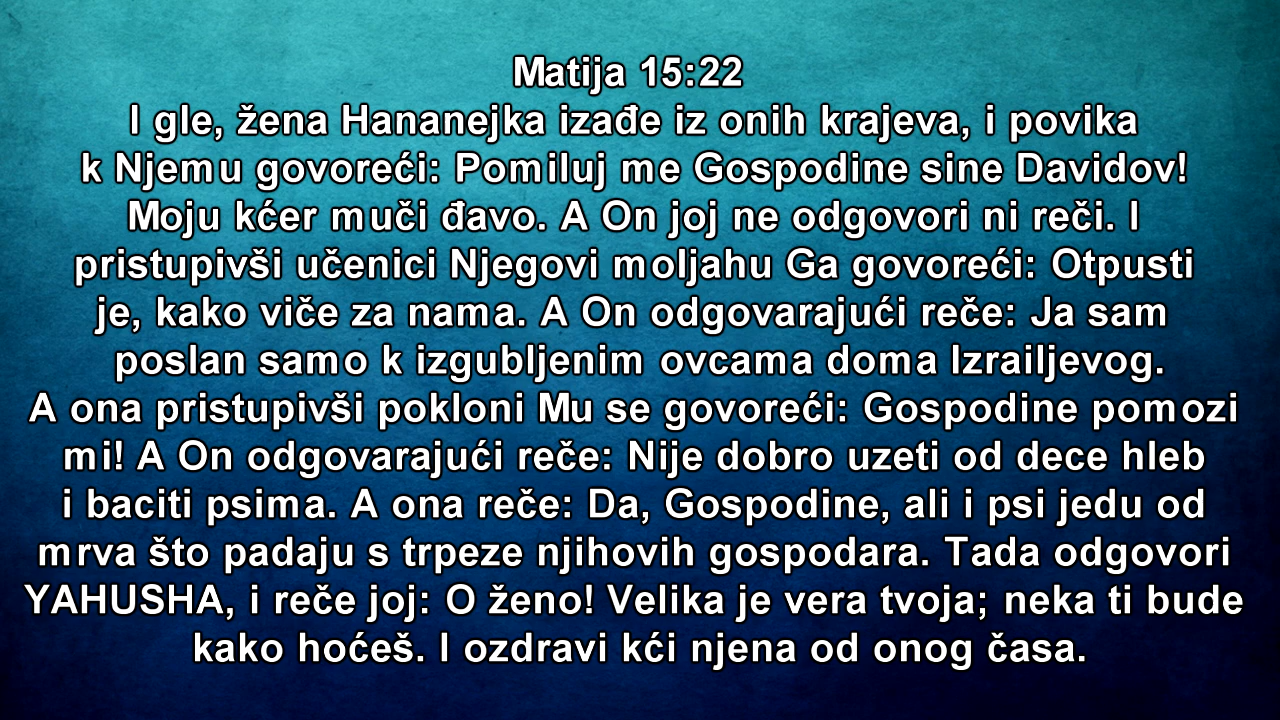 Matija 15:22
I gle, žena Hananejka izađe iz onih krajeva, i povika
k Njemu govoreći: Pomiluj me Gospodine sine Davidov!
Moju kćer muči đavo. A On joj ne odgovori ni reči. I
pristupivši učenici Njegovi moljahu Ga govoreći: Otpusti
je, kako viče za nama. A On odgovarajući reče: Ja sam
poslan samo k izgubljenim ovcama doma Izrailjevog.
A ona pristupivši pokloni Mu se govoreći: Gospodine pomozi
mi! A On odgovarajući reče: Nije dobro uzeti od dece hleb
i baciti psima. A ona reče: Da, Gospodine, ali i psi jedu od
mrva što padaju s trpeze njihovih gospodara. Tada odgovori
YAHUSHA, i reče joj: O ženo! Velika je vera tvoja; neka ti bude
kako hoćeš. I ozdravi kći njena od onog časa.